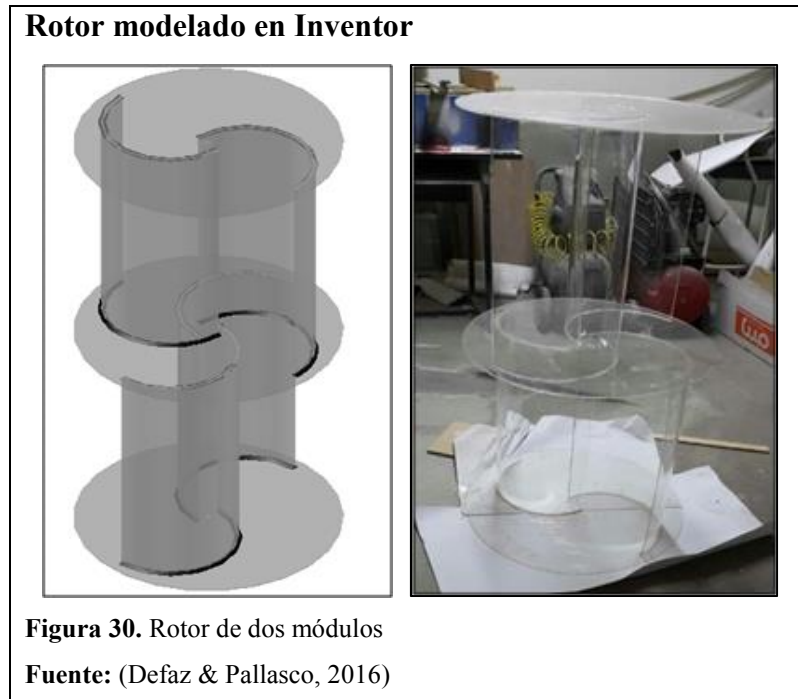 Rotor modelado en Inventor
Figura 30. Rotor de dos módulos
Fuente: (Defaz & Pallasco, 2016)